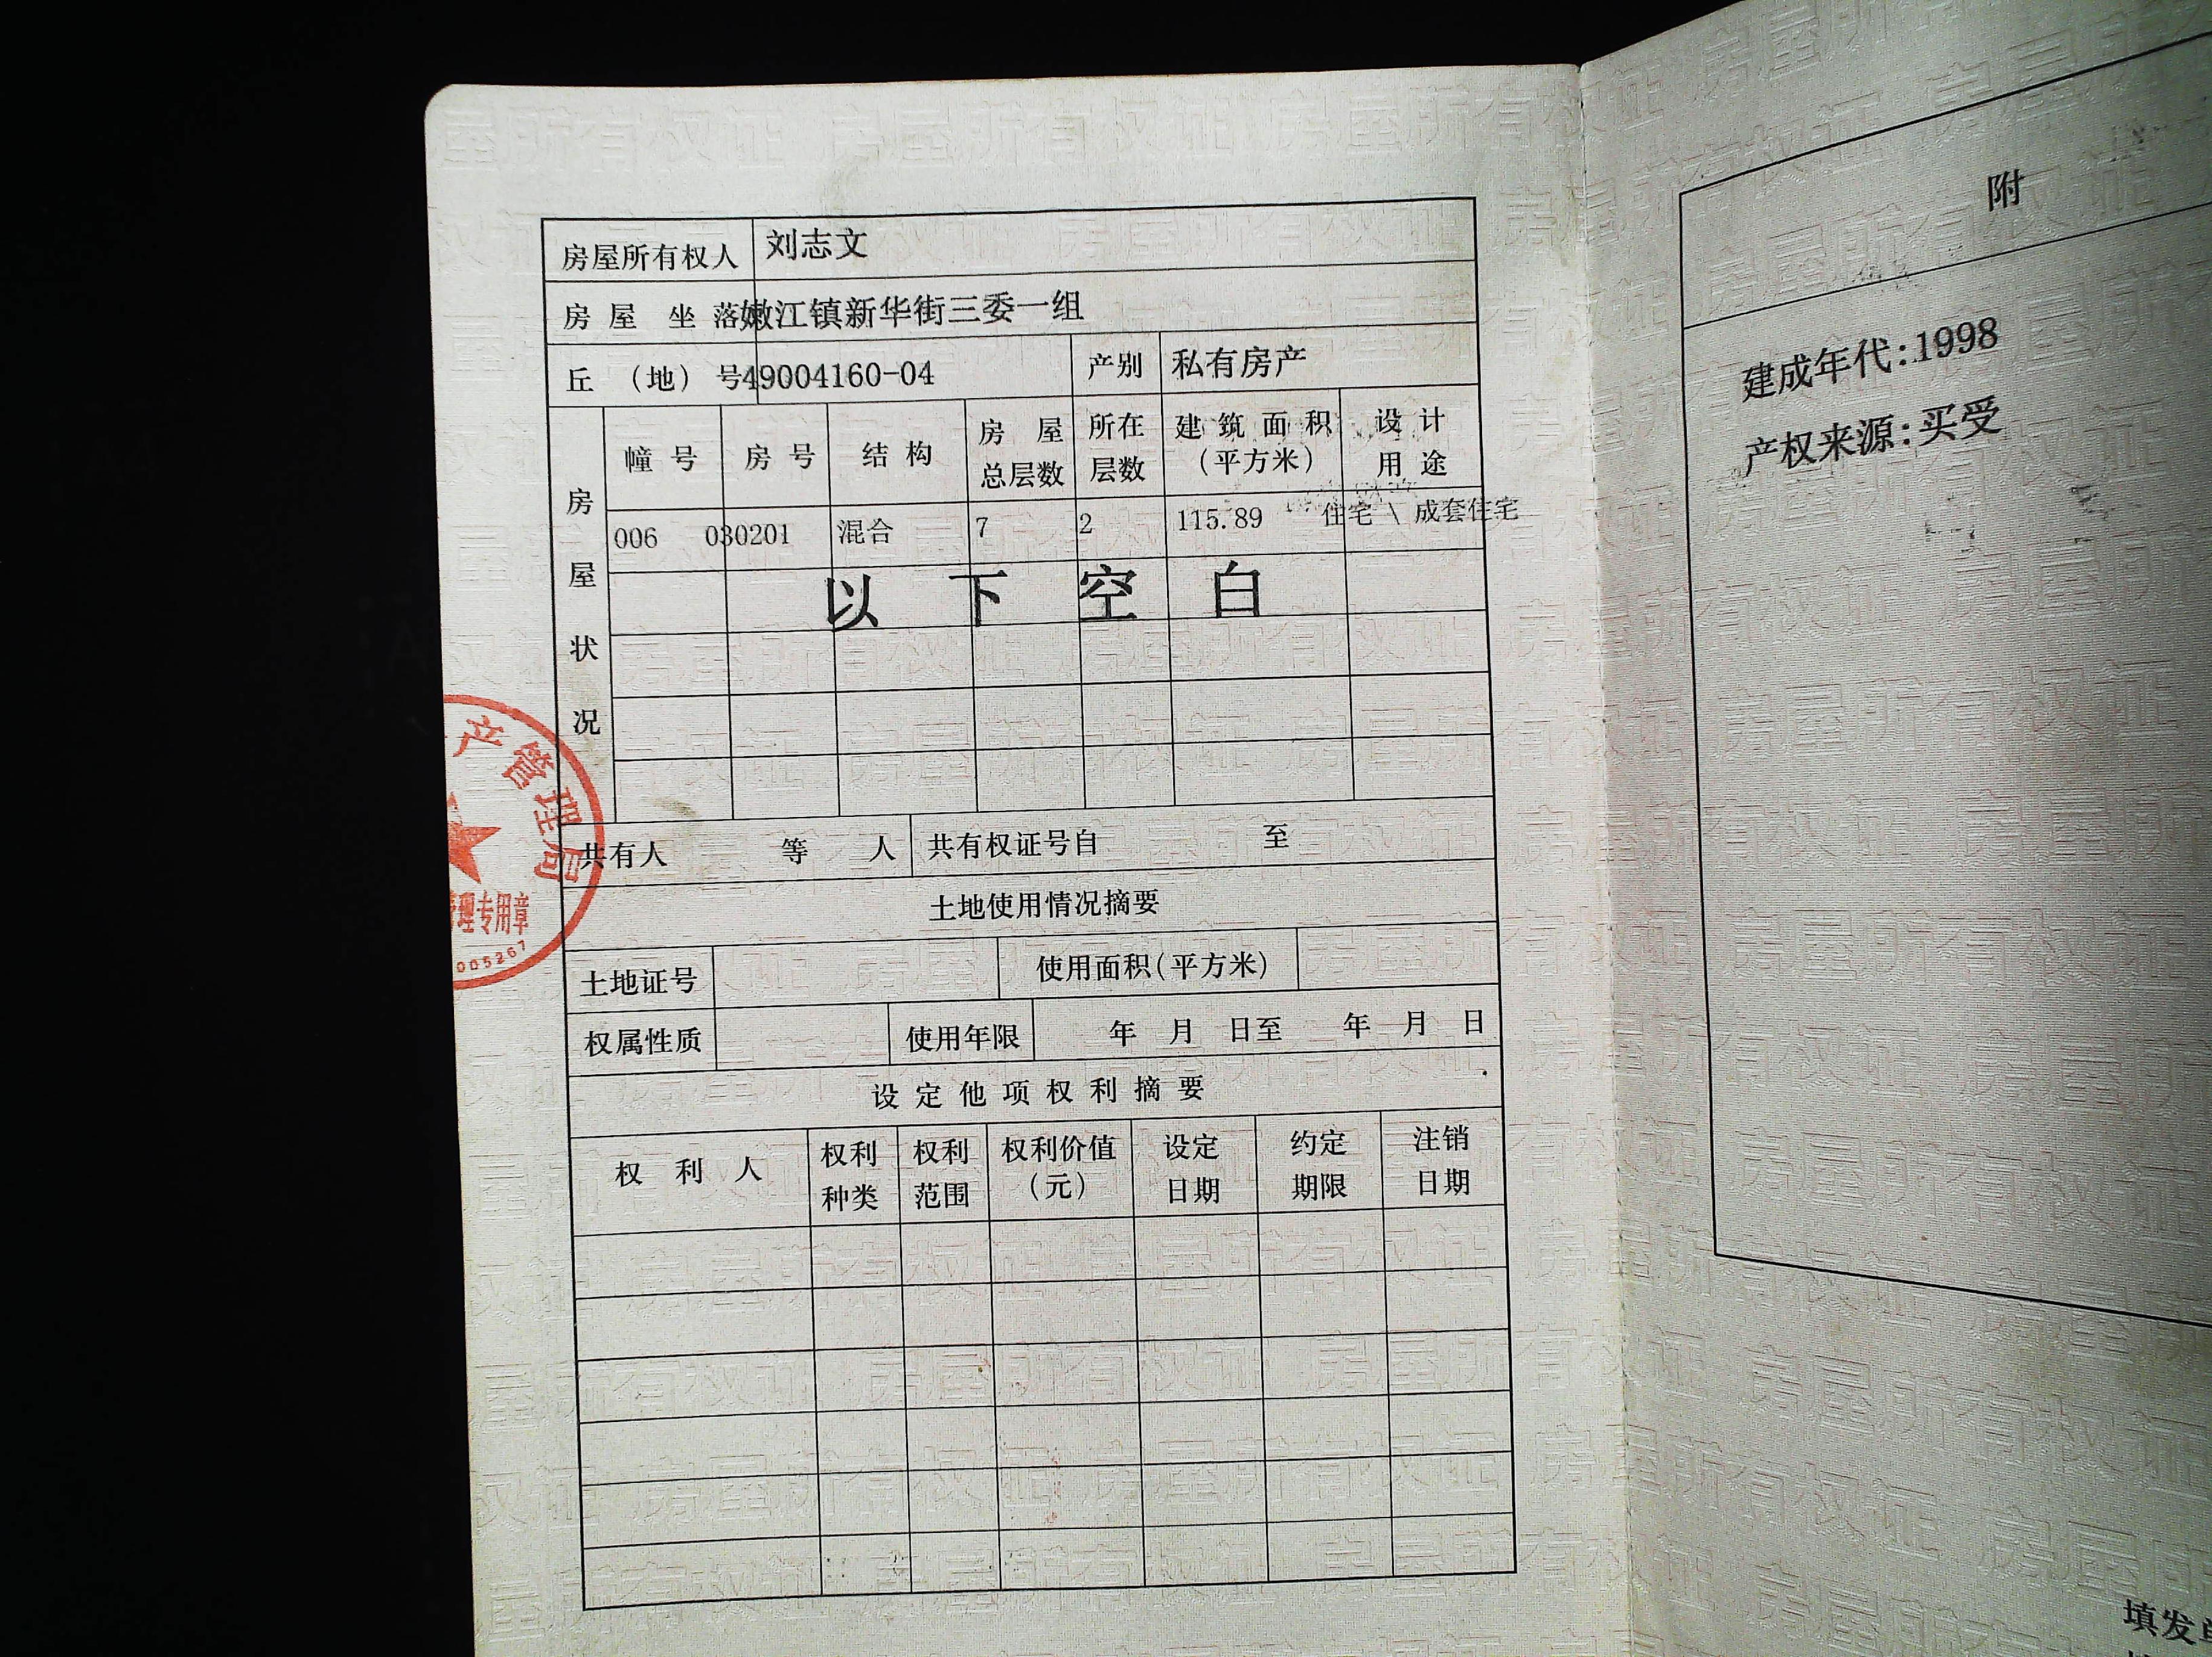 房屋所有权人 刘志文
房屋坐落 嫩江镇新华街三委一组
丘（地）号 49004160-04 产别 私有房产
房屋状况
幢号 房号 结构 房屋总层数 所在层数 建筑面积（平方米） 设计用途
006 030201 混合 7 2 115.89 住宅 \ 成套住宅
以下空白
共有人 等 人 共有权证号自 至
土地使用情况摘要
土地证号 使用面积(平方米)
权属性质 使用年限 年 月 日至 年 月 日
设定他项权利摘要
权利人 权利种类 权利范围 权利价值（元） 设定日期 约定期限 注销日期
产管理局
管理专用章
005267
附
建成年代:1998
产权来源:买受
填发